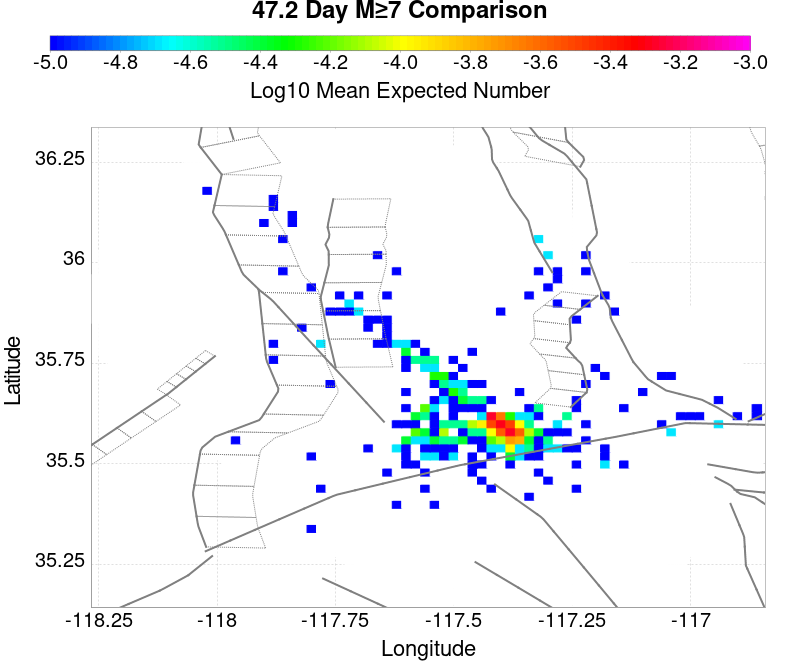 47.2 Day M≥7 Comparison
-5.0 -4.8 -4.6 -4.4 -4.2 -4.0 -3.8 -3.6 -3.4 -3.2 -3.0
Log10 Mean Expected Number
36.25
36
35.75
35.5
35.25
Latitude
-118.25 -118 -117.75 -117.5 -117.25 -117
Longitude